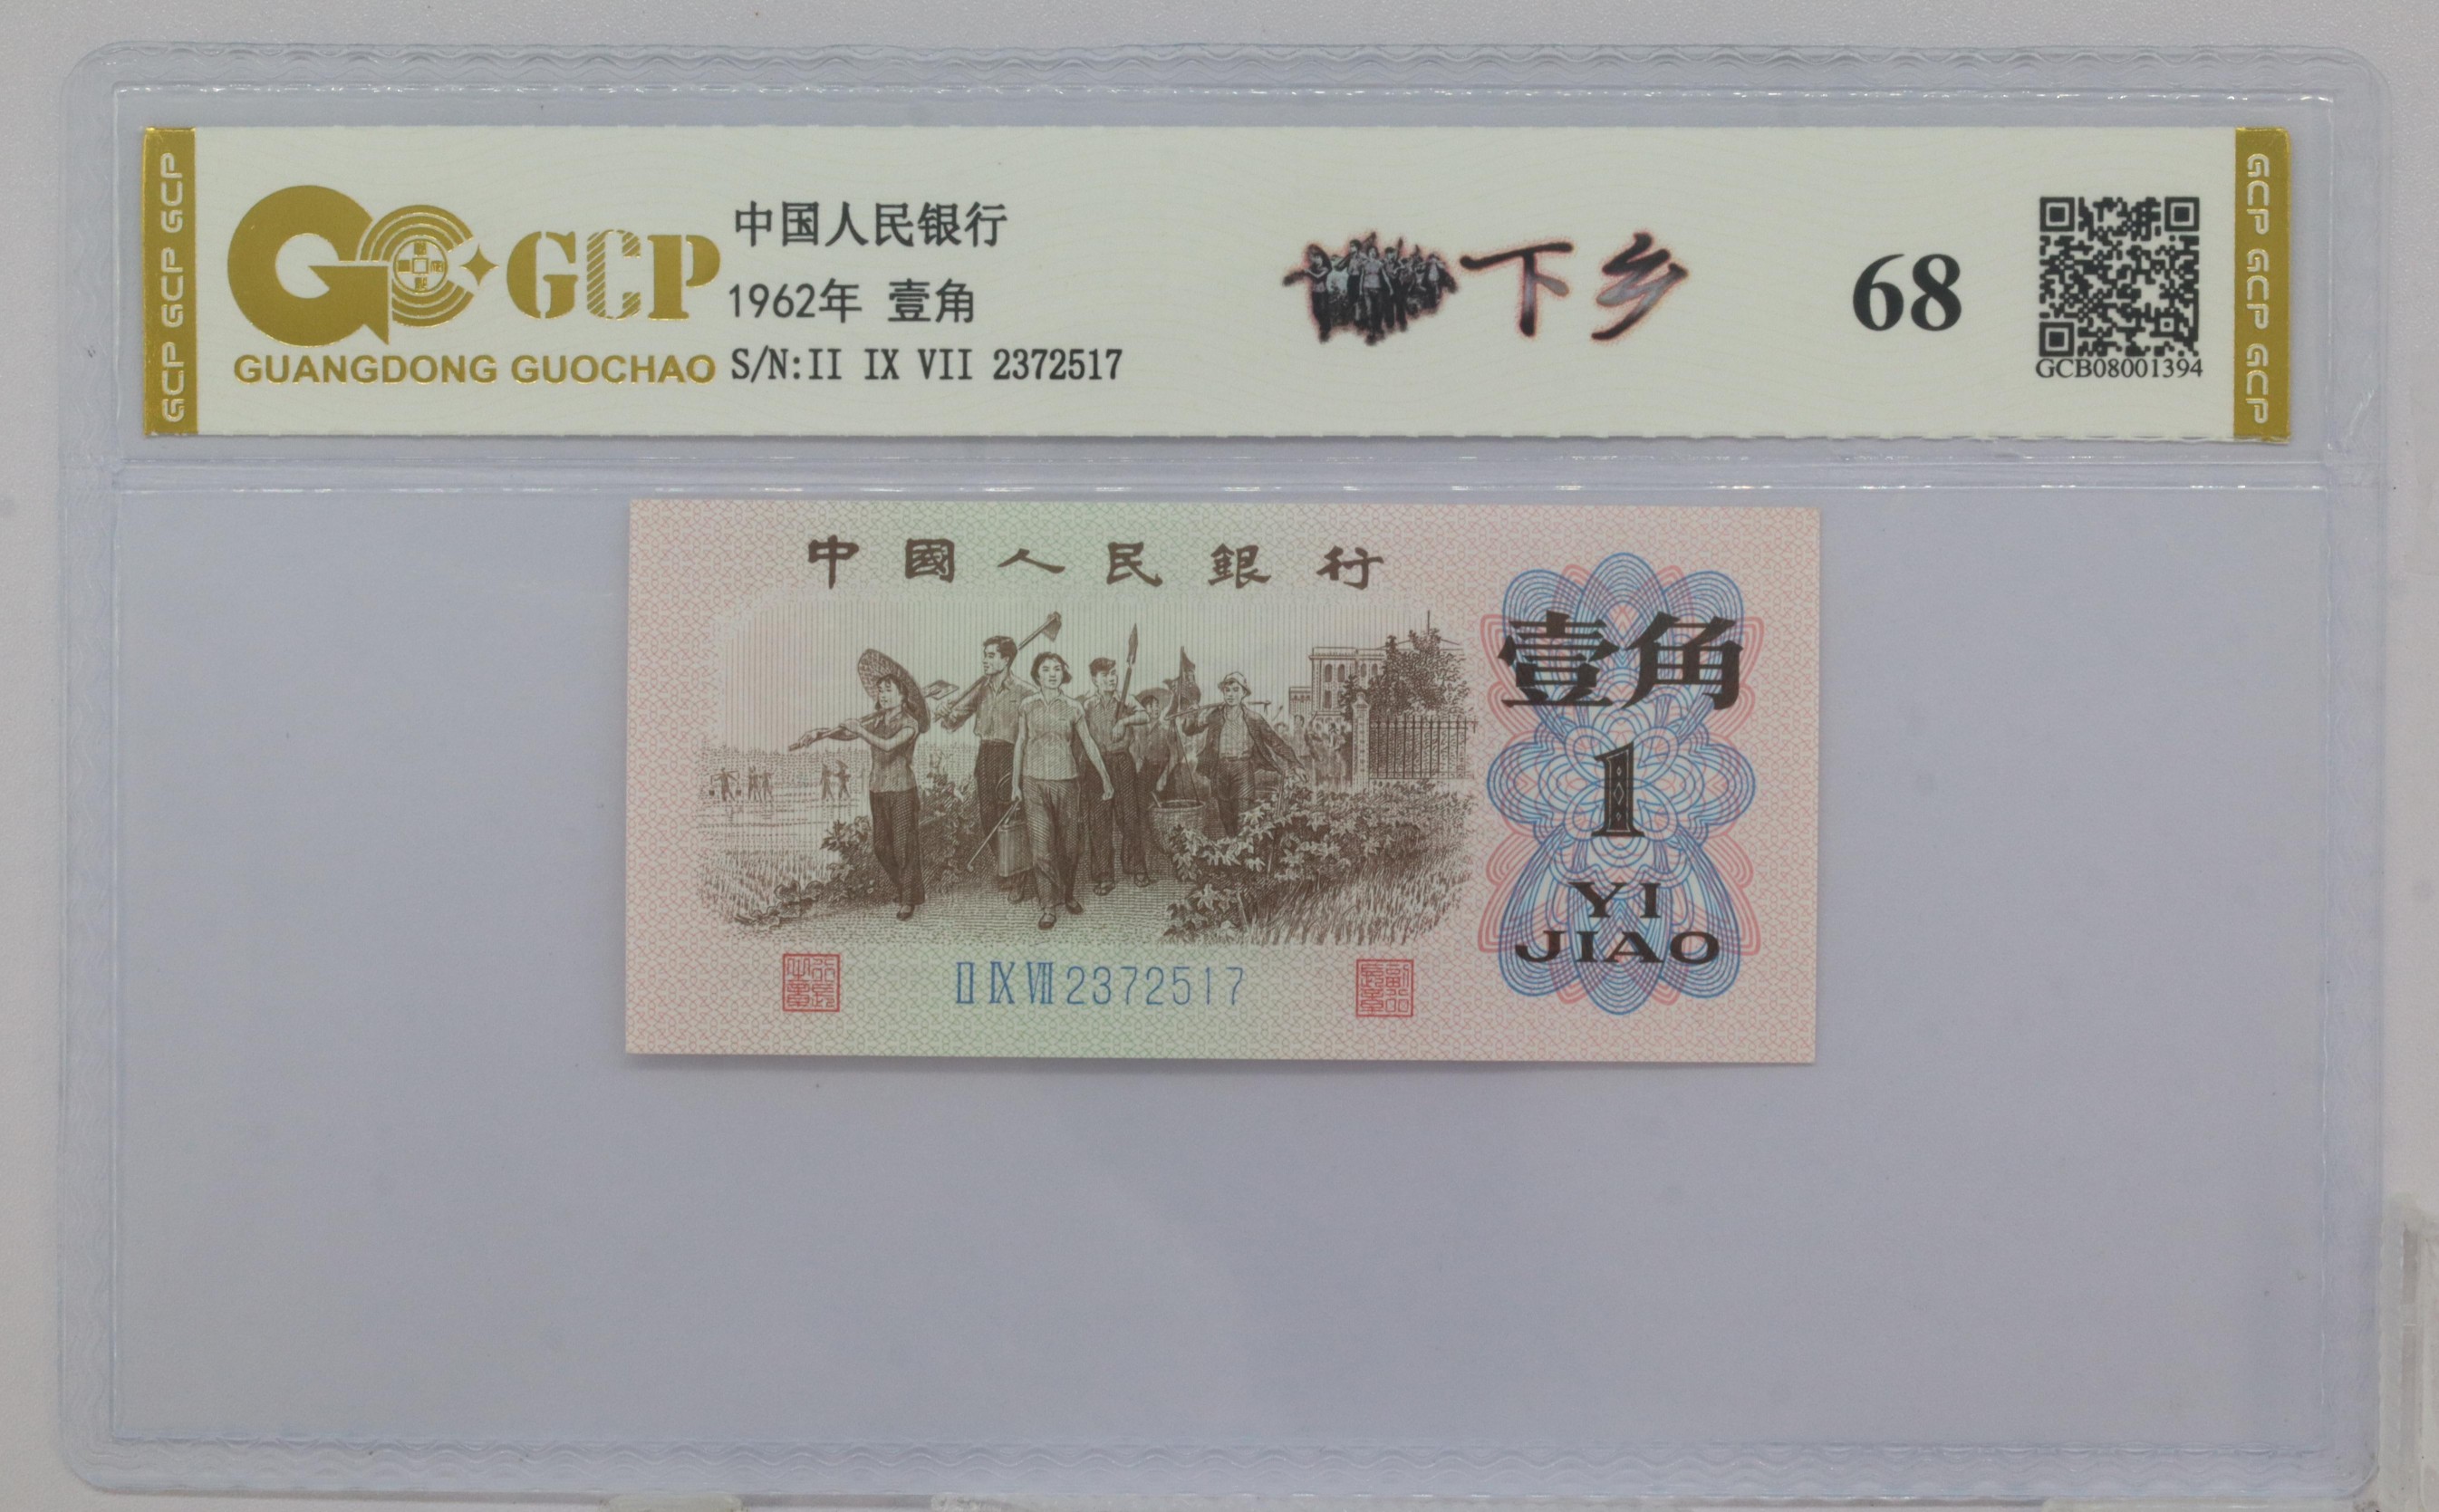 GCP GCP GCP
GCP
GUANGDONG GUOCHAO
中国人民银行
1962年 壹角
S/N:II IX VII 2372517
下乡
68
GCB08001394
GCP GCP GCP
中國人民銀行
壹角
1
YI
JIAO
II IX VII 2372517